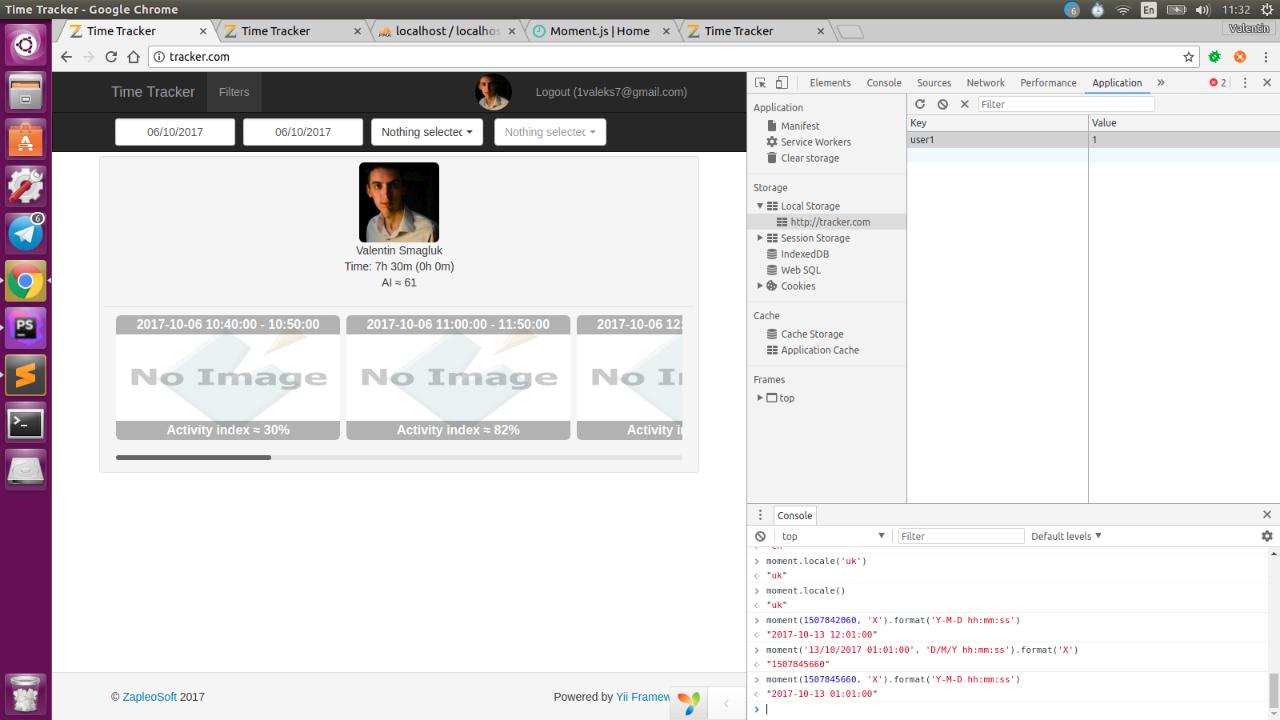 Time Tracker - Google Chrome
6
En
11:32
Time Tracker
Time Tracker
localhost / localhos
Moment.js | Home
Time Tracker
Valentin
tracker.com
Time Tracker
Filters
Logout (1valeks7@gmail.com)
06/10/2017
06/10/2017
Nothing selected
Nothing selected
Valentin Smagluk
Time: 7h 30m (0h 0m)
AI ≈ 61
2017-10-06 10:40:00 - 10:50:00
No Image
Activity index ≈ 30%
2017-10-06 11:00:00 - 11:50:00
No Image
Activity index ≈ 82%
2017-10-06 12:
No I
Activity i
© ZapleoSoft 2017
Powered by Yii Framew
6
PS
Elements
Console
Sources
Network
Performance
Application
»
2
Application
Manifest
Service Workers
Clear storage
Storage
Local Storage
http://tracker.com
Session Storage
IndexedDB
Web SQL
Cookies
Cache
Cache Storage
Application Cache
Frames
top
Filter
Key
Value
user1
1
Console
top
Filter
Default levels
moment.locale('uk')
"uk"
moment.locale()
"uk"
moment(1507842060, 'X').format('Y-M-D hh:mm:ss')
"2017-10-13 12:01:00"
moment('13/10/2017 01:01:00', 'D/M/Y hh:mm:ss').format('X')
"1507845660"
moment(1507845660, 'X').format('Y-M-D hh:mm:ss')
"2017-10-13 01:01:00"